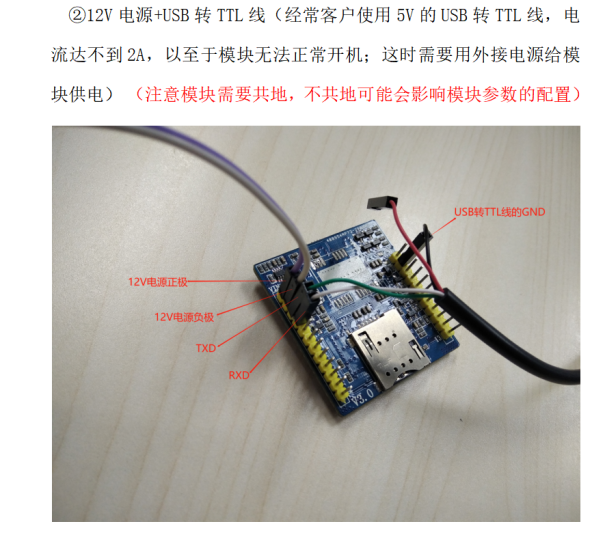 ②12V 电源+USB 转 TTL 线（经常客户使用 5V 的 USB 转 TTL 线，电
流达不到 2A，以至于模块无法正常开机；这时需要用外接电源给模
块供电）（注意模块需要共地，不共地可能会影响模块参数的配置）
USB转TTL线的GND
12V电源正极
12V电源负极
TXD
RXD
V3.0